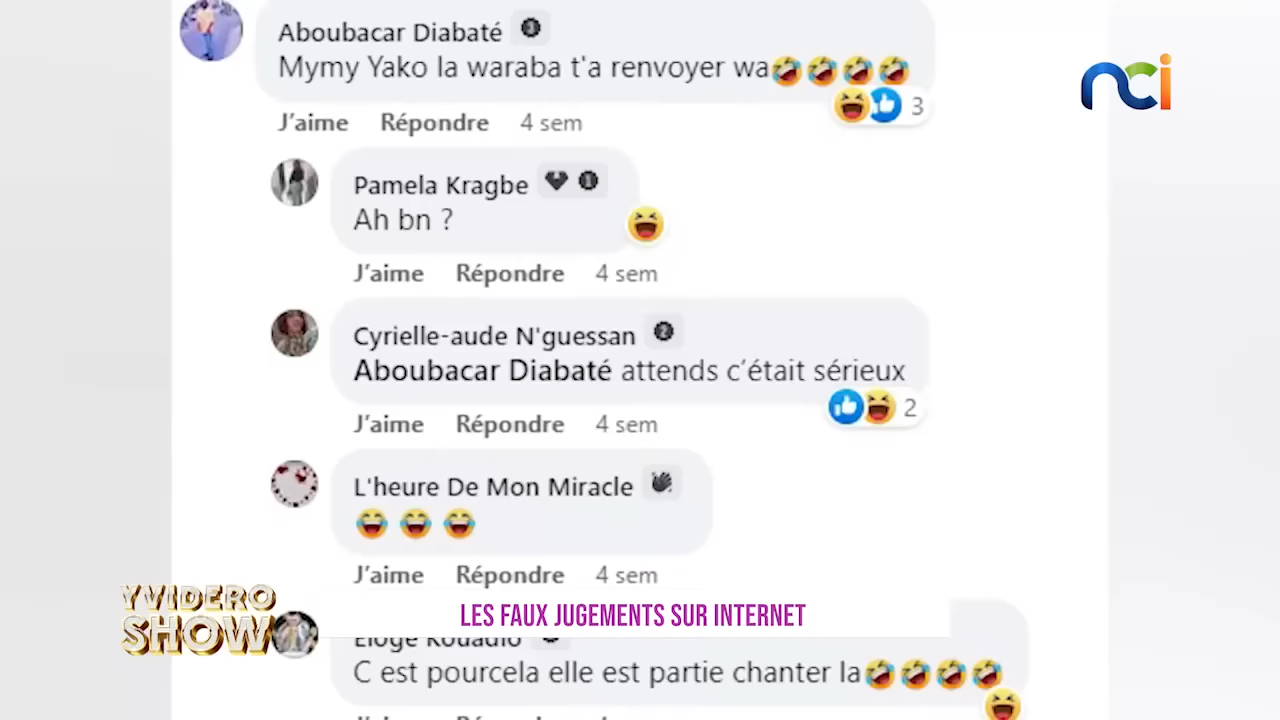 Aboubacar Diabaté
Mymy Yako la waraba t'a renvoyer wa🤣🤣🤣🤣
3
J'aime Répondre 4 sem
nci
Pamela Kragbe
Ah bn ?
J'aime Répondre 4 sem
Cyrielle-aude N'guessan
Aboubacar Diabaté attends c'était sérieux
2
J'aime Répondre 4 sem
L'heure De Mon Miracle
😂 😂 😂
J'aime Répondre 4 sem
YVIDERO
SHOW
LES FAUX JUGEMENTS SUR INTERNET
Eloge Kouadio
C est pourcela elle est partie chanter la🤣🤣🤣🤣